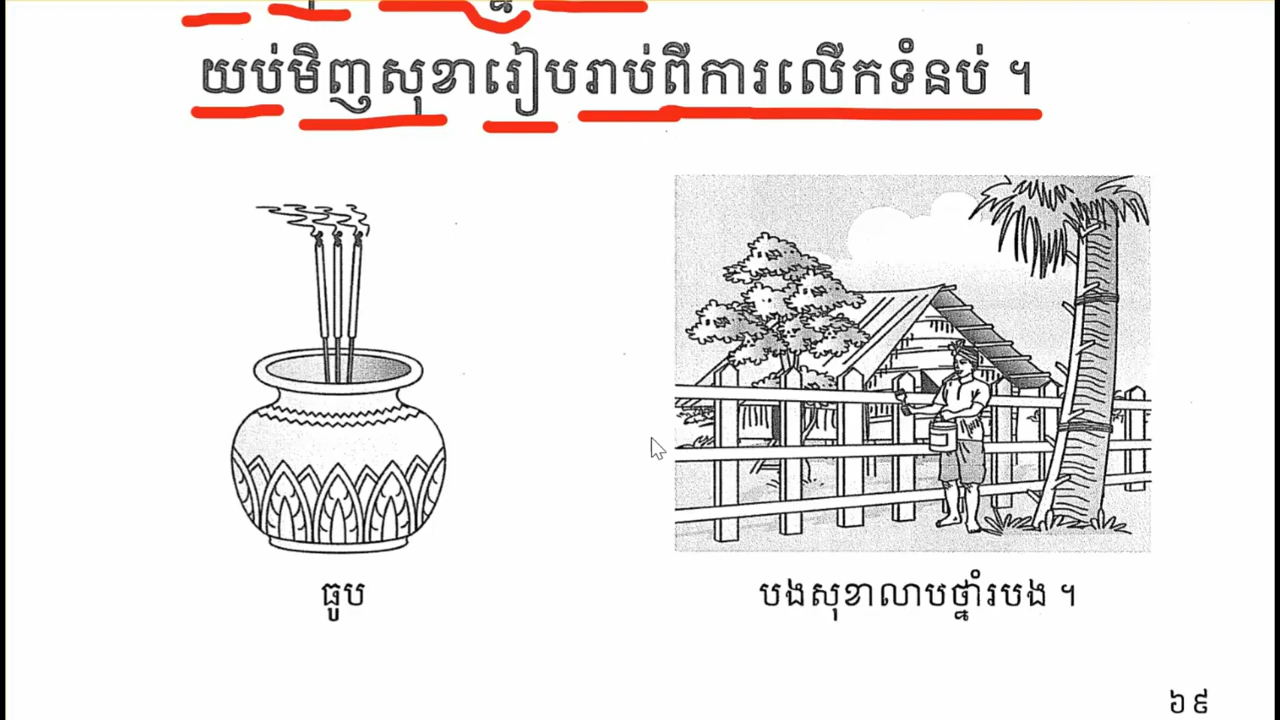 យប់មិញសុខារៀបរាប់ពីការលើកទំនប់ ។
ធូប
បងសុខាលាបថ្នាំរបង ។
៦៩